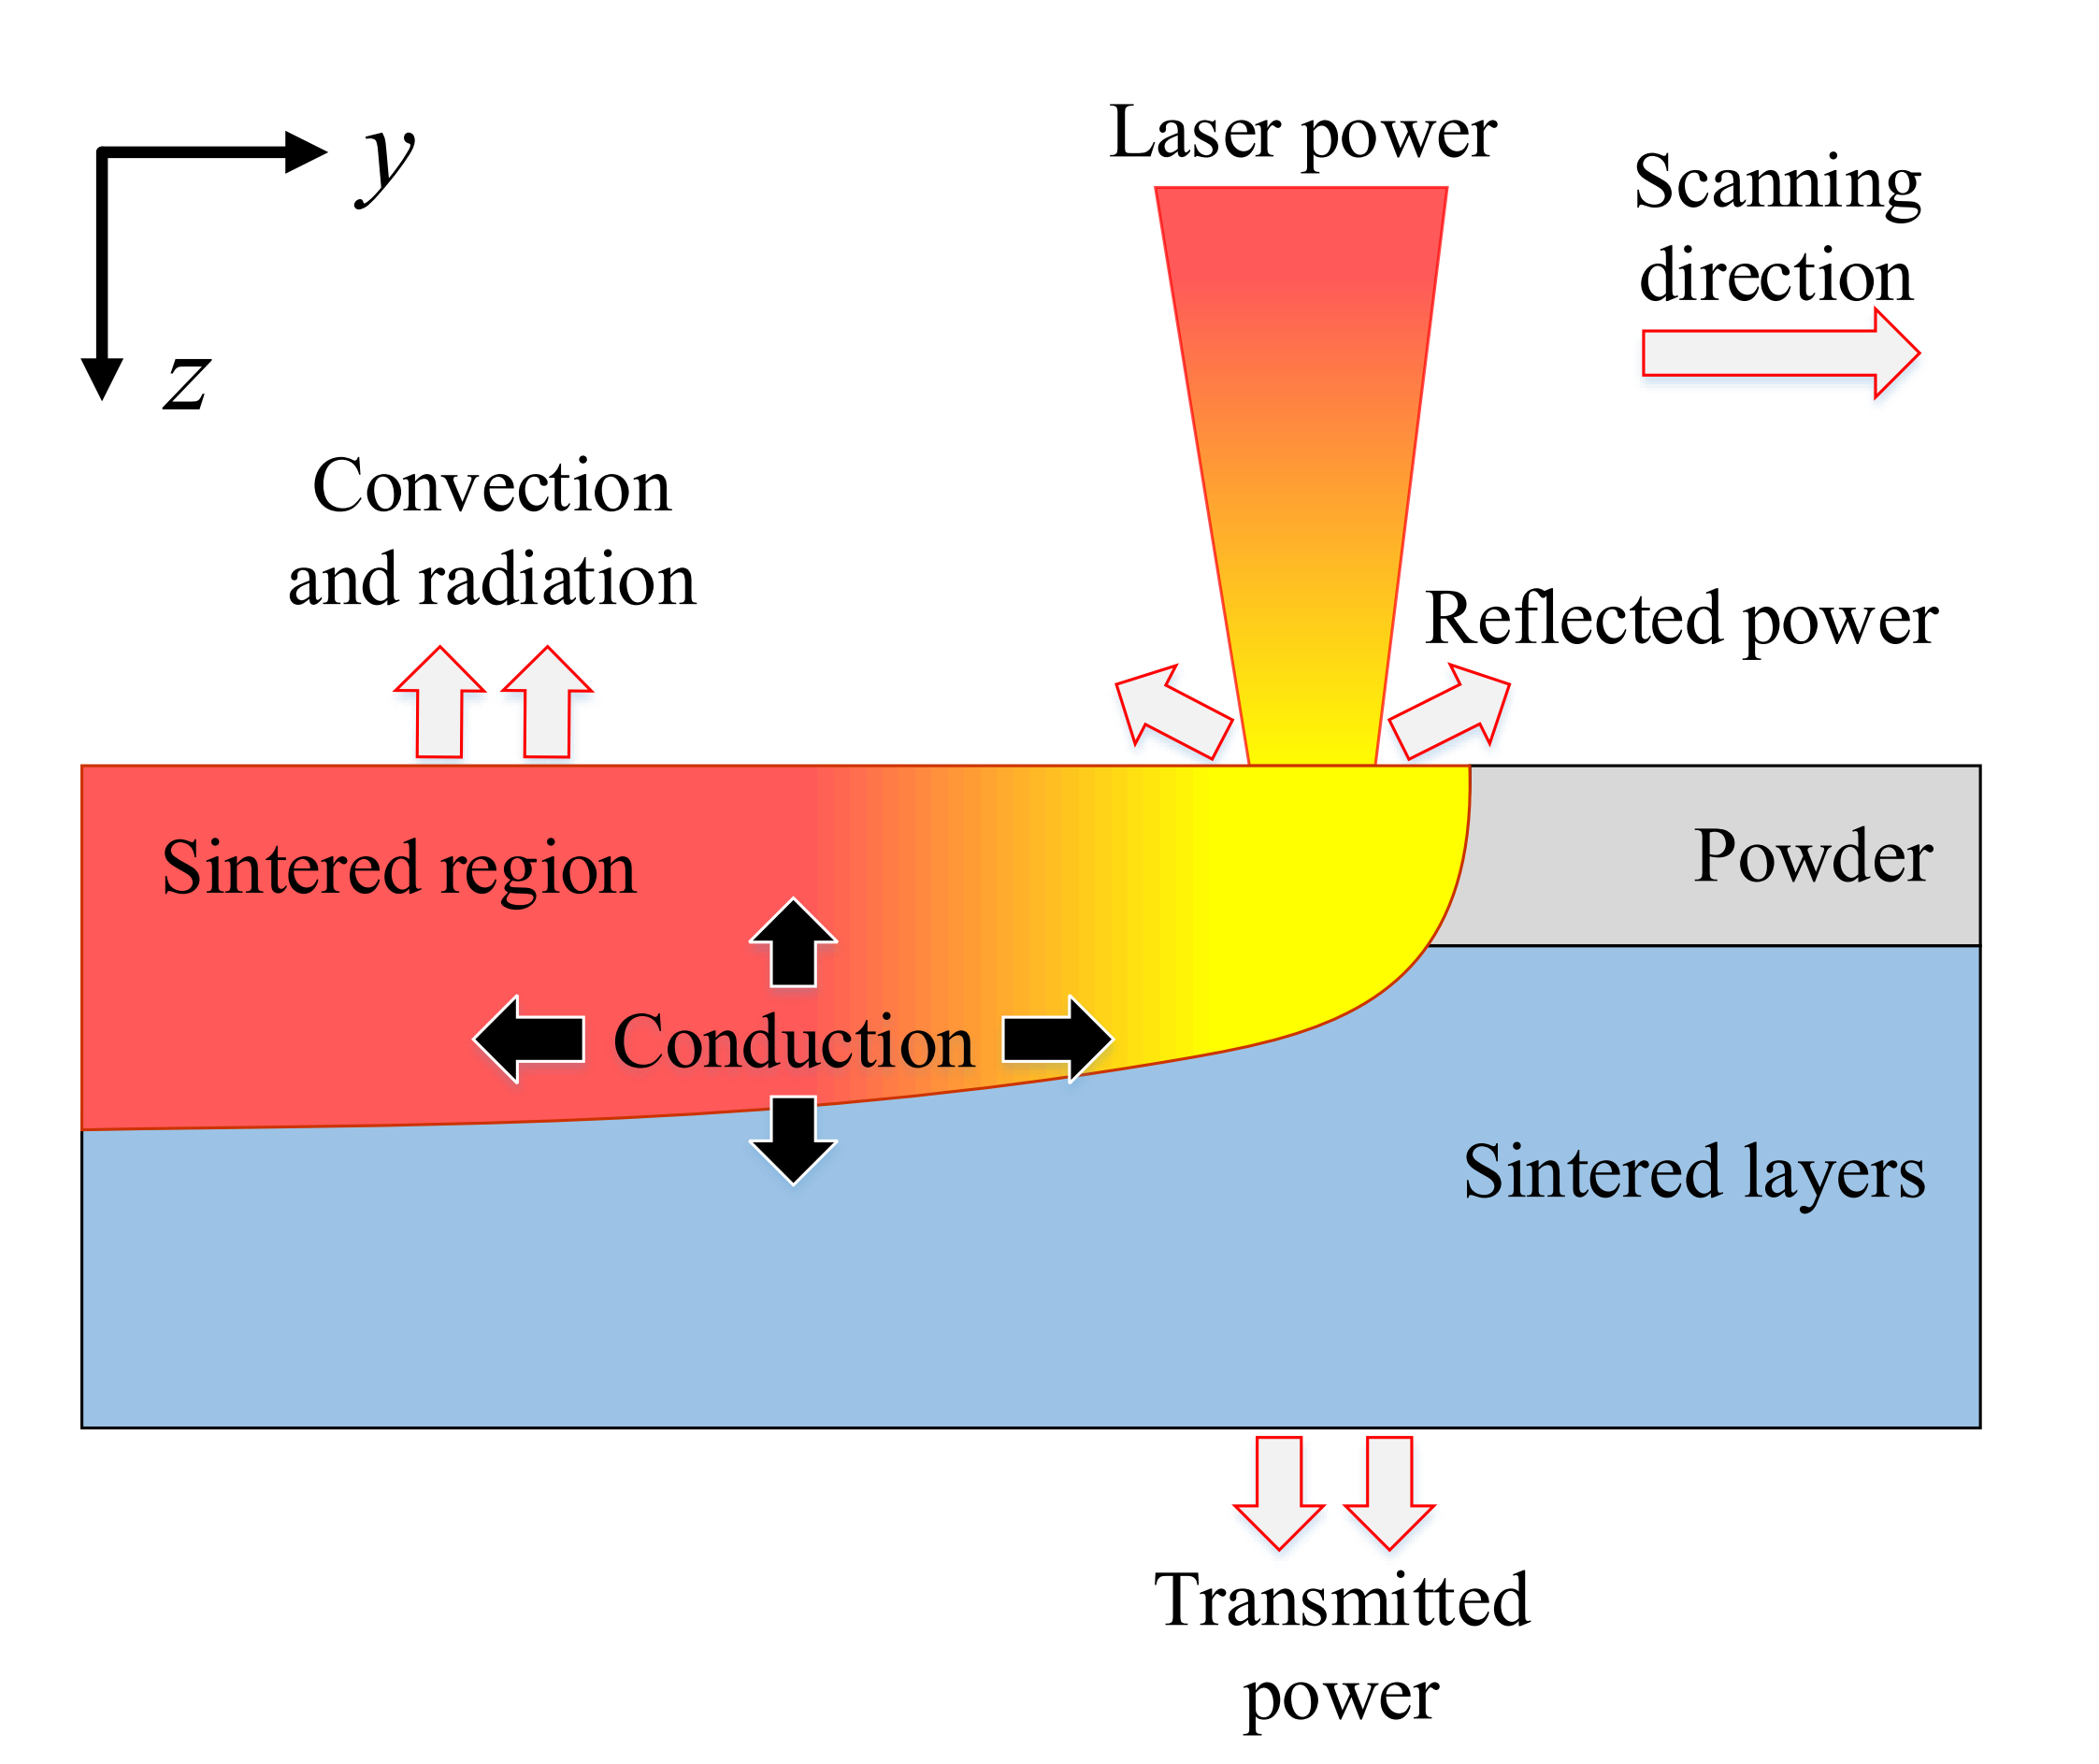 Laser power
y
Scanning
direction
z
Convection
and radiation
Reflected power
Sintered region
Powder
Conduction
Sintered layers
Transmitted
power